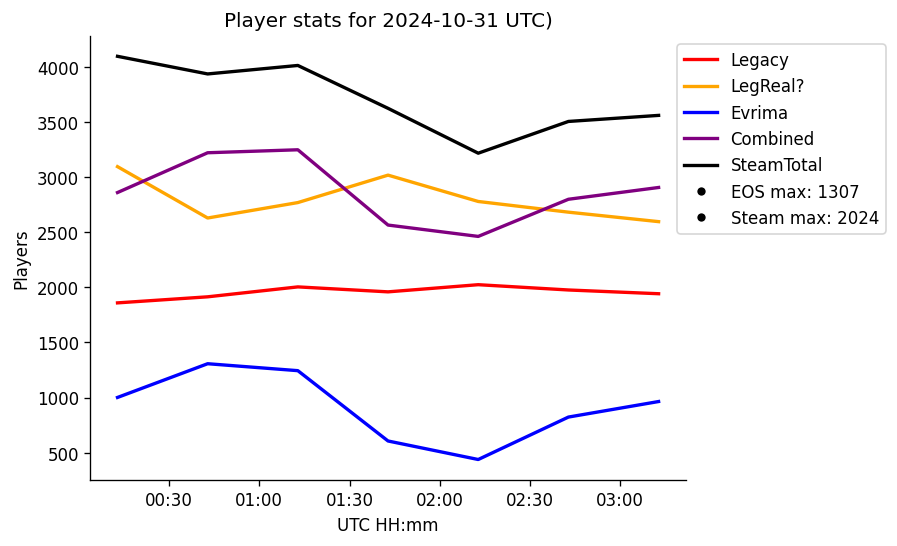 Player stats for 2024-10-31 UTC)
4000
3500
3000
2500
2000
1500
1000
500
Players
00:30 01:00 01:30 02:00 02:30 03:00
UTC HH:mm
Legacy
LegReal?
Evrima
Combined
SteamTotal
EOS max: 1307
Steam max: 2024